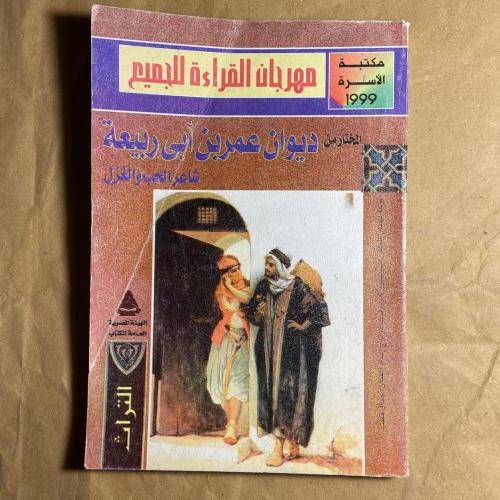 مكتبة
الأسرة
1999
مهرجان القراءة للجميع
المختار من ديوان عمر بن أبى ربيعة
شاعر الحب والغزل
الهيئة المصرية
العامة للكتاب
التراث